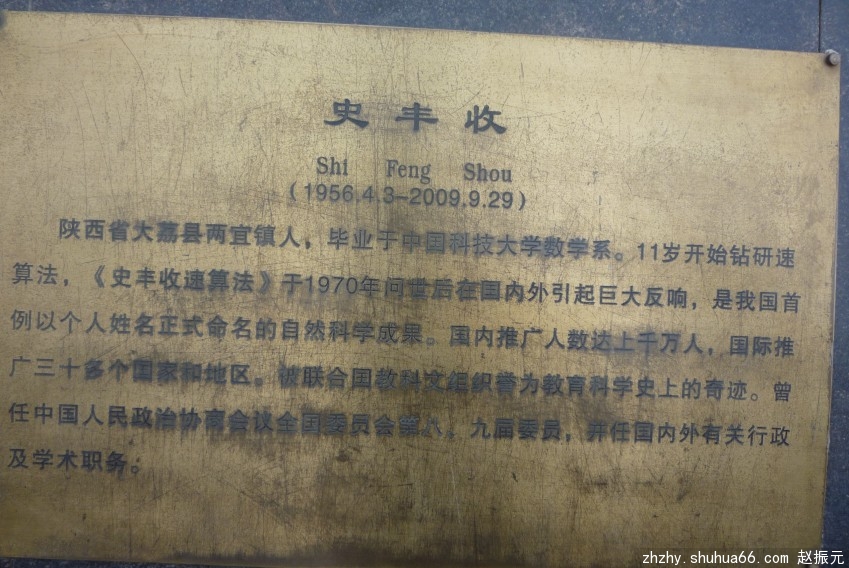 史丰收
Shi Feng Shou
(1956.4.3-2009.9.29)
陕西省大荔县两宜镇人，毕业于中国科技大学数学系。11岁开始钻研速
算法，《史丰收速算法》于1970年问世后在国内外引起巨大反响，是我国首
例以个人姓名正式命名的自然科学成果。国内推广人数达上千万人，国际推
广三十多个国家和地区。被联合国教科文组织誉为教育科学史上的奇迹。曾
任中国人民政治协商会议全国委员会第八、九届委员，并任国内外有关行政
及学术职务。
zhzhy.shuhua66.com 赵振元